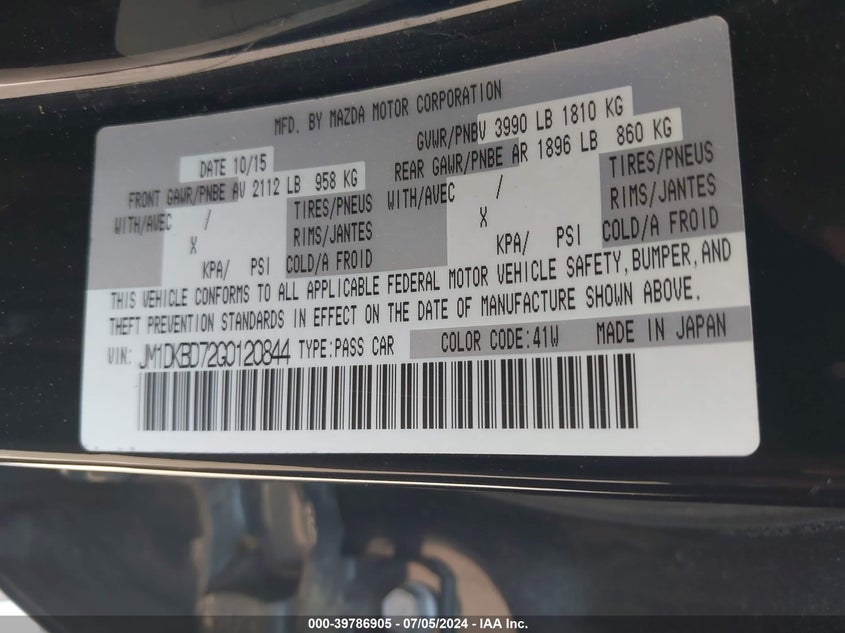 MFD. BY MAZDA MOTOR CORPORATION
DATE 10/15 GVWR/PNBV 3990 LB 1810 KG
FRONT GAWR/PNBE AV 2112 LB 958 KG REAR GAWR/PNBE AR 1896 LB 860 KG
WITH/AVEC / TIRES/PNEUS WITH/AVEC / TIRES/PNEUS
X RIMS/JANTES X RIMS/JANTES
KPA/ PSI COLD/A FROID KPA/ PSI COLD/A FROID
THIS VEHICLE CONFORMS TO ALL APPLICABLE FEDERAL MOTOR VEHICLE SAFETY, BUMPER, AND
THEFT PREVENTION STANDARDS IN EFFECT ON THE DATE OF MANUFACTURE SHOWN ABOVE.
VIN: JM1DKBD72G0120844 TYPE:PASS CAR COLOR CODE:41W MADE IN JAPAN
000-39786905 - 07/05/2024 - IAA Inc.